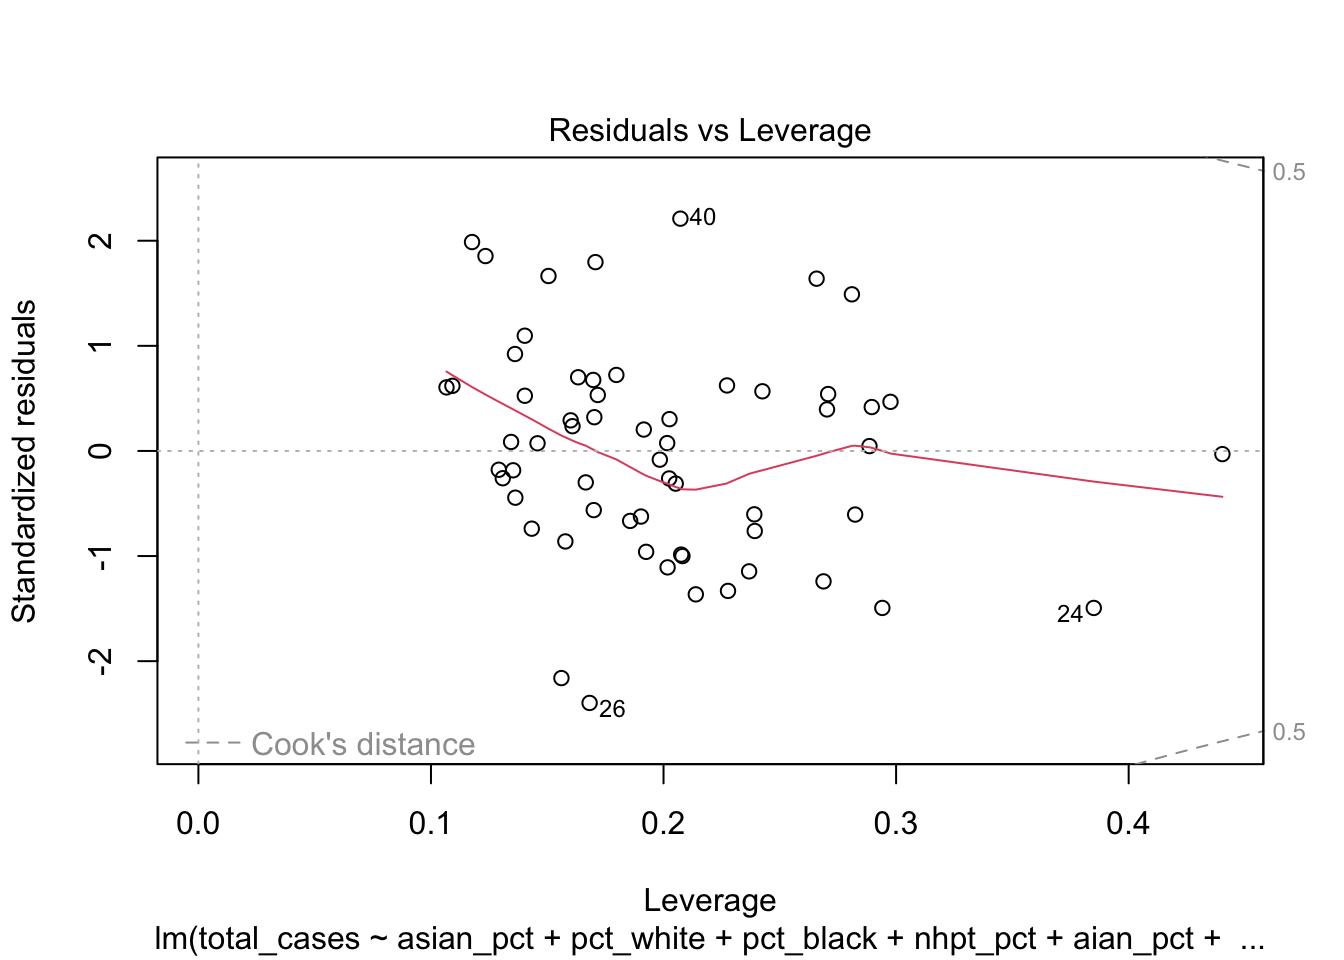 Residuals vs Leverage
0.5
40
2
1
0
-1
-2
Standardized residuals
24
26
0.5
Cook's distance
0.0 0.1 0.2 0.3 0.4
Leverage
lm(total_cases ~ asian_pct + pct_white + pct_black + nhpt_pct + aian_pct + ...